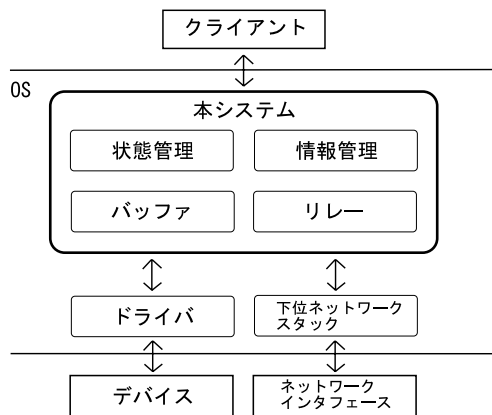 クライアント
OS
本システム
状態管理
情報管理
バッファ
リレー
ドライバ
下位ネットワーク
スタック
デバイス
ネットワーク
インタフェース